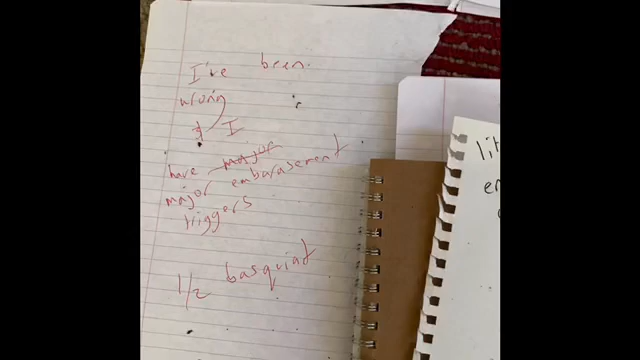 I've been.
wrong
& I
have major
major embarasement
triggers
1/2 basquiat
lit
en